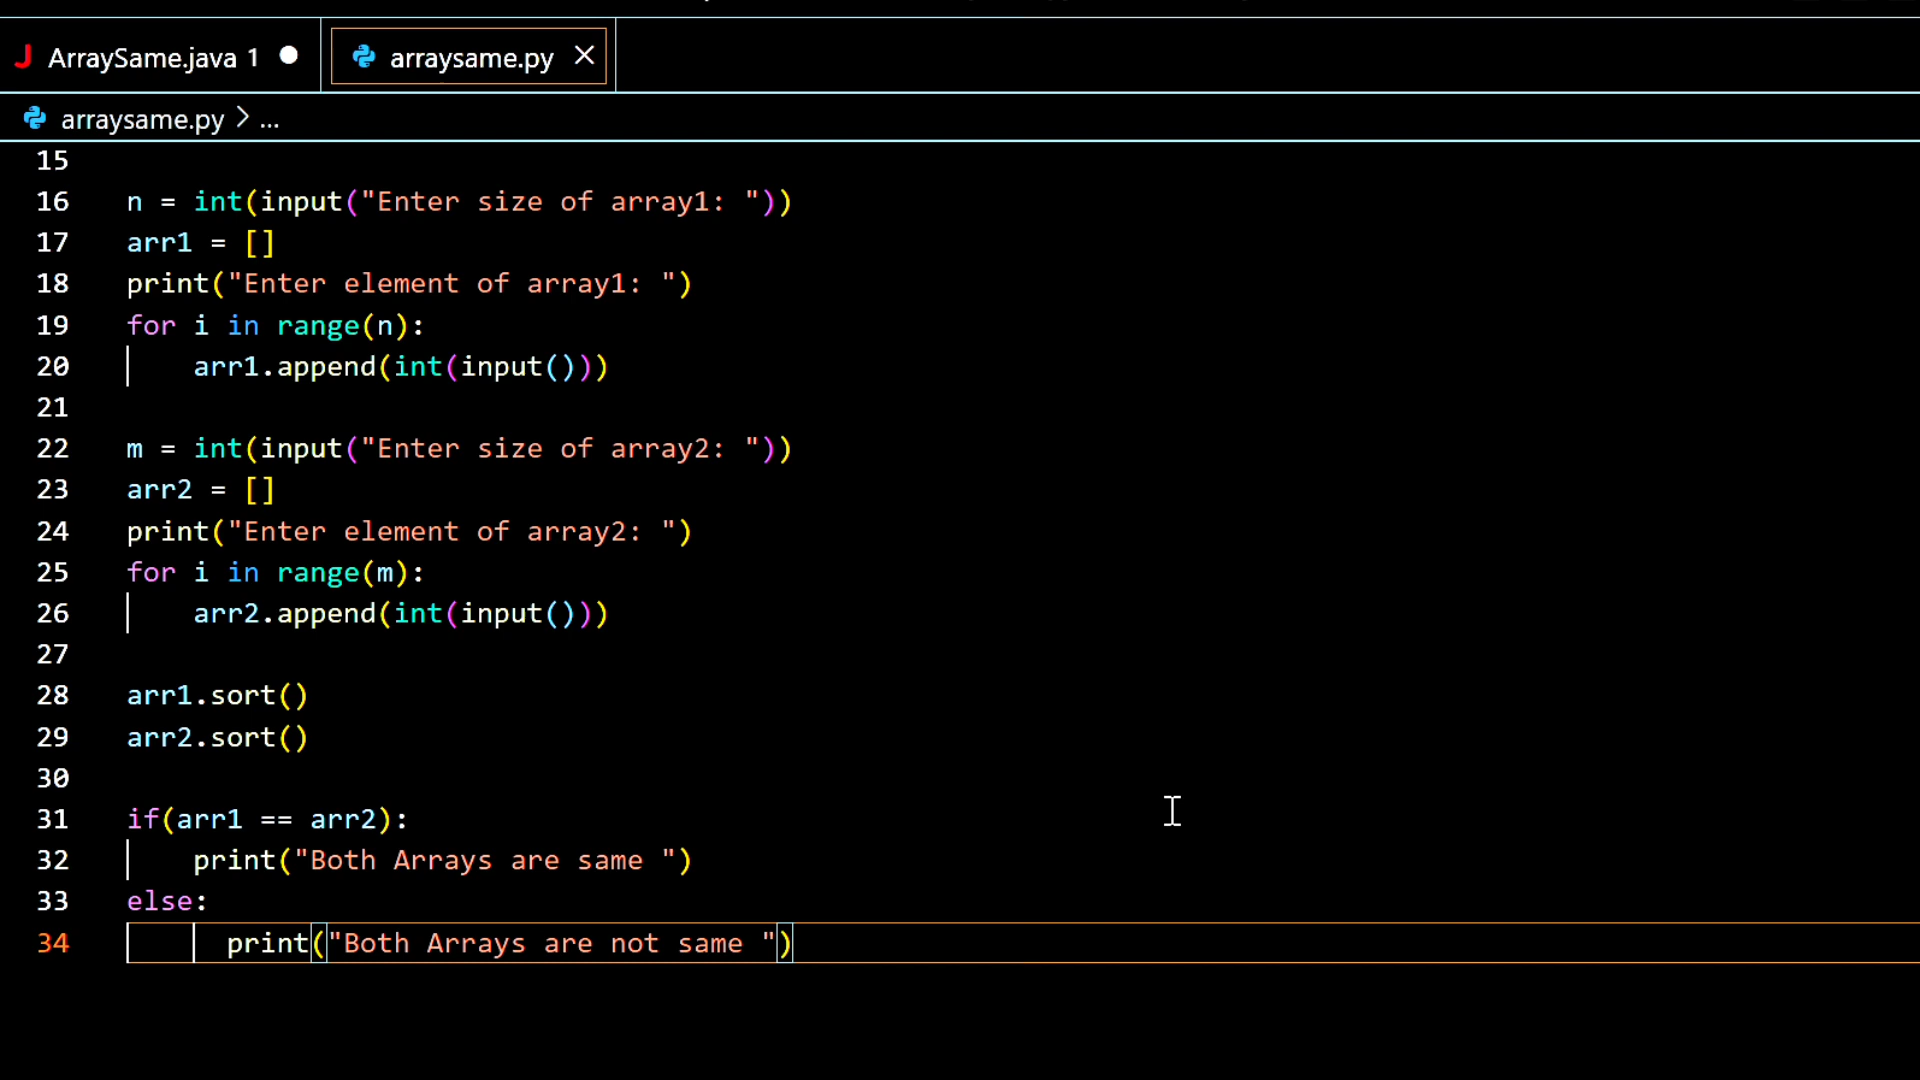 ArraySame.java 1 arraysame.py
arraysame.py > ...
15
16 n = int(input("Enter size of array1: "))
17 arr1 = []
18 print("Enter element of array1: ")
19 for i in range(n):
20     arr1.append(int(input()))
21
22 m = int(input("Enter size of array2: "))
23 arr2 = []
24 print("Enter element of array2: ")
25 for i in range(m):
26     arr2.append(int(input()))
27
28 arr1.sort()
29 arr2.sort()
30
31 if(arr1 == arr2):
32     print("Both Arrays are same ")
33 else:
34       print("Both Arrays are not same ")